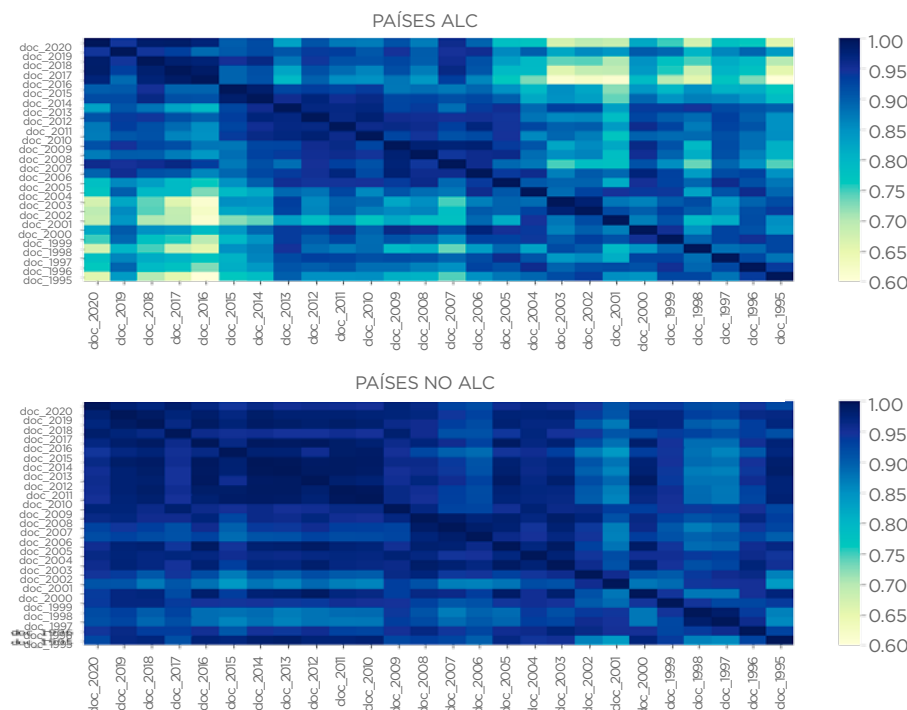 PAÍSES ALC
doc_2020
doc_2019
doc_2018
doc_2017
doc_2016
doc_2015
doc_2014
doc_2013
doc_2012
doc_2011
doc_2010
doc_2009
doc_2008
doc_2007
doc_2006
doc_2005
doc_2004
doc_2003
doc_2002
doc_2001
doc_2000
doc_1999
doc_1998
doc_1997
doc_1996
doc_1995
1.00
0.95
0.90
0.85
0.80
0.75
0.70
0.65
0.60
doc_2020
doc_2019
doc_2018
doc_2017
doc_2016
doc_2015
doc_2014
doc_2013
doc_2012
doc_2011
doc_2010
doc_2009
doc_2008
doc_2007
doc_2006
doc_2005
doc_2004
doc_2003
doc_2002
doc_2001
doc_2000
doc_1999
doc_1998
doc_1997
doc_1996
doc_1995
PAÍSES NO ALC
doc_2020
doc_2019
doc_2018
doc_2017
doc_2016
doc_2015
doc_2014
doc_2013
doc_2012
doc_2011
doc_2010
doc_2009
doc_2008
doc_2007
doc_2006
doc_2005
doc_2004
doc_2003
doc_2002
doc_2001
doc_2000
doc_1999
doc_1998
doc_1997
1.00
0.95
0.90
0.85
0.80
0.75
0.70
0.65
0.60
doc_2020
doc_2019
doc_2018
doc_2017
doc_2016
doc_2015
doc_2014
doc_2013
doc_2012
doc_2011
doc_2010
doc_2009
doc_2008
doc_2007
doc_2006
doc_2005
doc_2004
doc_2003
doc_2002
doc_2001
doc_2000
doc_1999
doc_1998
doc_1997
doc_1996
doc_1995